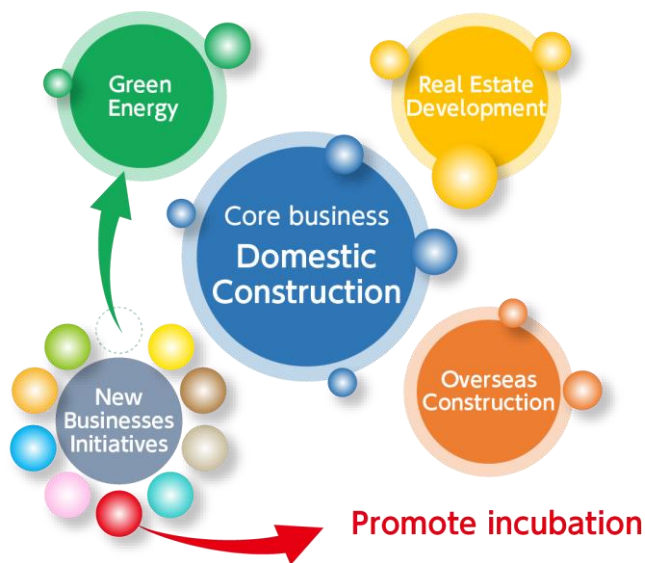 Green
Energy
Real Estate
Development
Core business
Domestic
Construction
New
Businesses
Initiatives
Overseas
Construction
Promote incubation